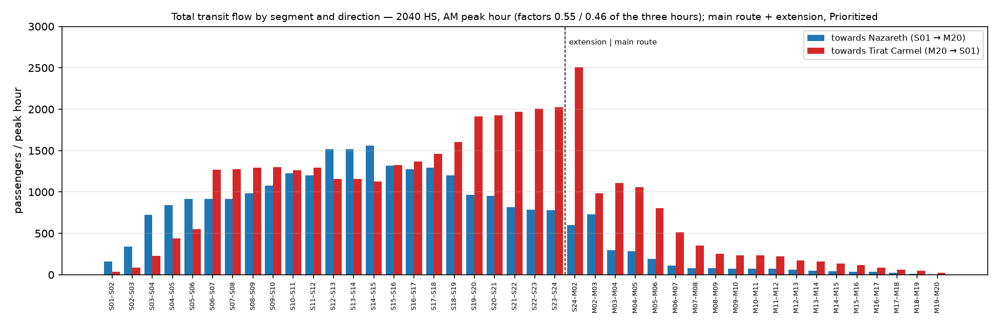 Total transit flow by segment and direction — 2040 HS, AM peak hour (factors 0.55 / 0.46 of the three hours); main route + extension, Prioritized
passengers / peak hour
3000
2500
2000
1500
1000
500
0
extension | main route
towards Nazareth (S01 → M20)
towards Tirat Carmel (M20 → S01)
S01–S02
S02–S03
S03–S04
S04–S05
S05–S06
S06–S07
S07–S08
S08–S09
S09–S10
S10–S11
S11–S12
S12–S13
S13–S14
S14–S15
S15–S16
S16–S17
S17–S18
S18–S19
S19–S20
S20–S21
S21–S22
S22–S23
S23–S24
S24–M02
M02–M03
M03–M04
M04–M05
M05–M06
M06–M07
M07–M08
M08–M09
M09–M10
M10–M11
M11–M12
M12–M13
M13–M14
M14–M15
M15–M16
M16–M17
M17–M18
M18–M19
M19–M20